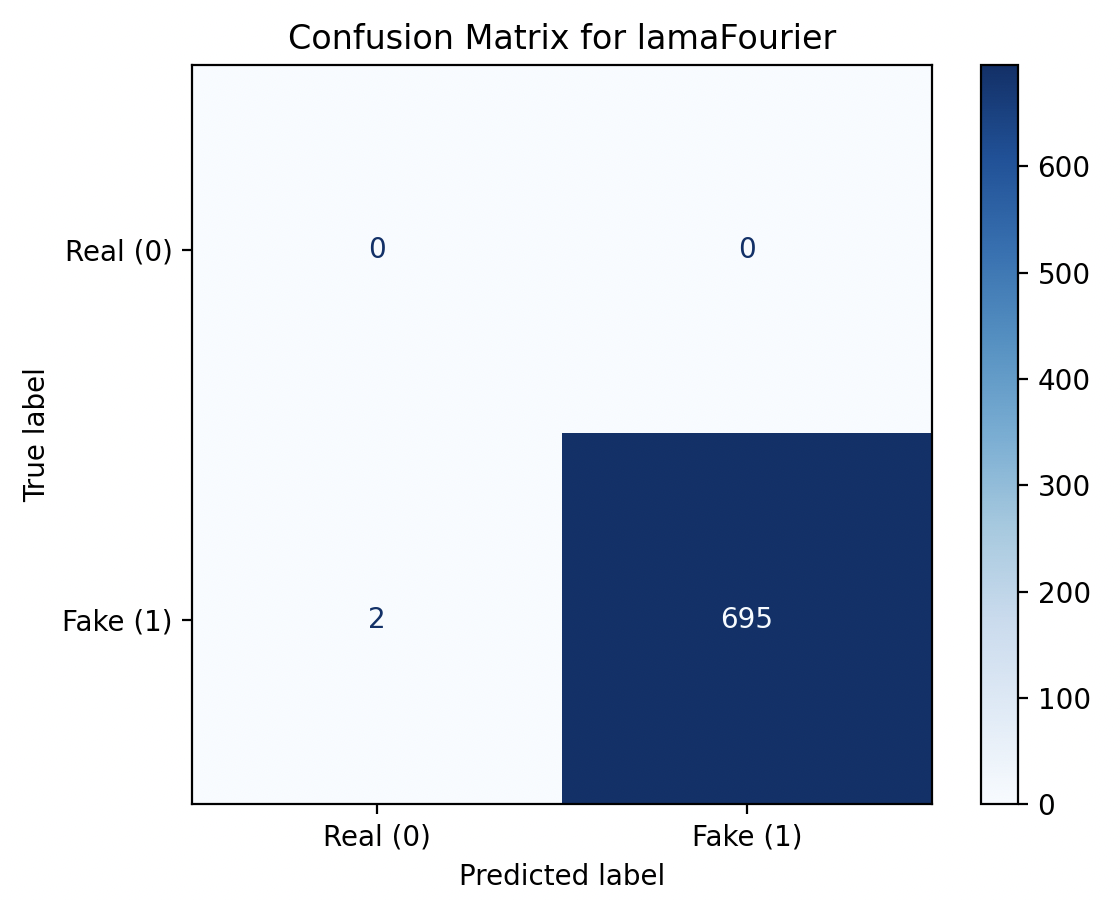 Confusion Matrix for lamaFourier
True label
Real (0)
0 0
Fake (1)
2 695
Real (0) Fake (1)
Predicted label
600
500
400
300
200
100
0